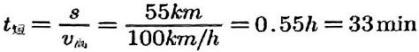 t短 = s/v高 = 55km/100km/h = 0.55h = 33min